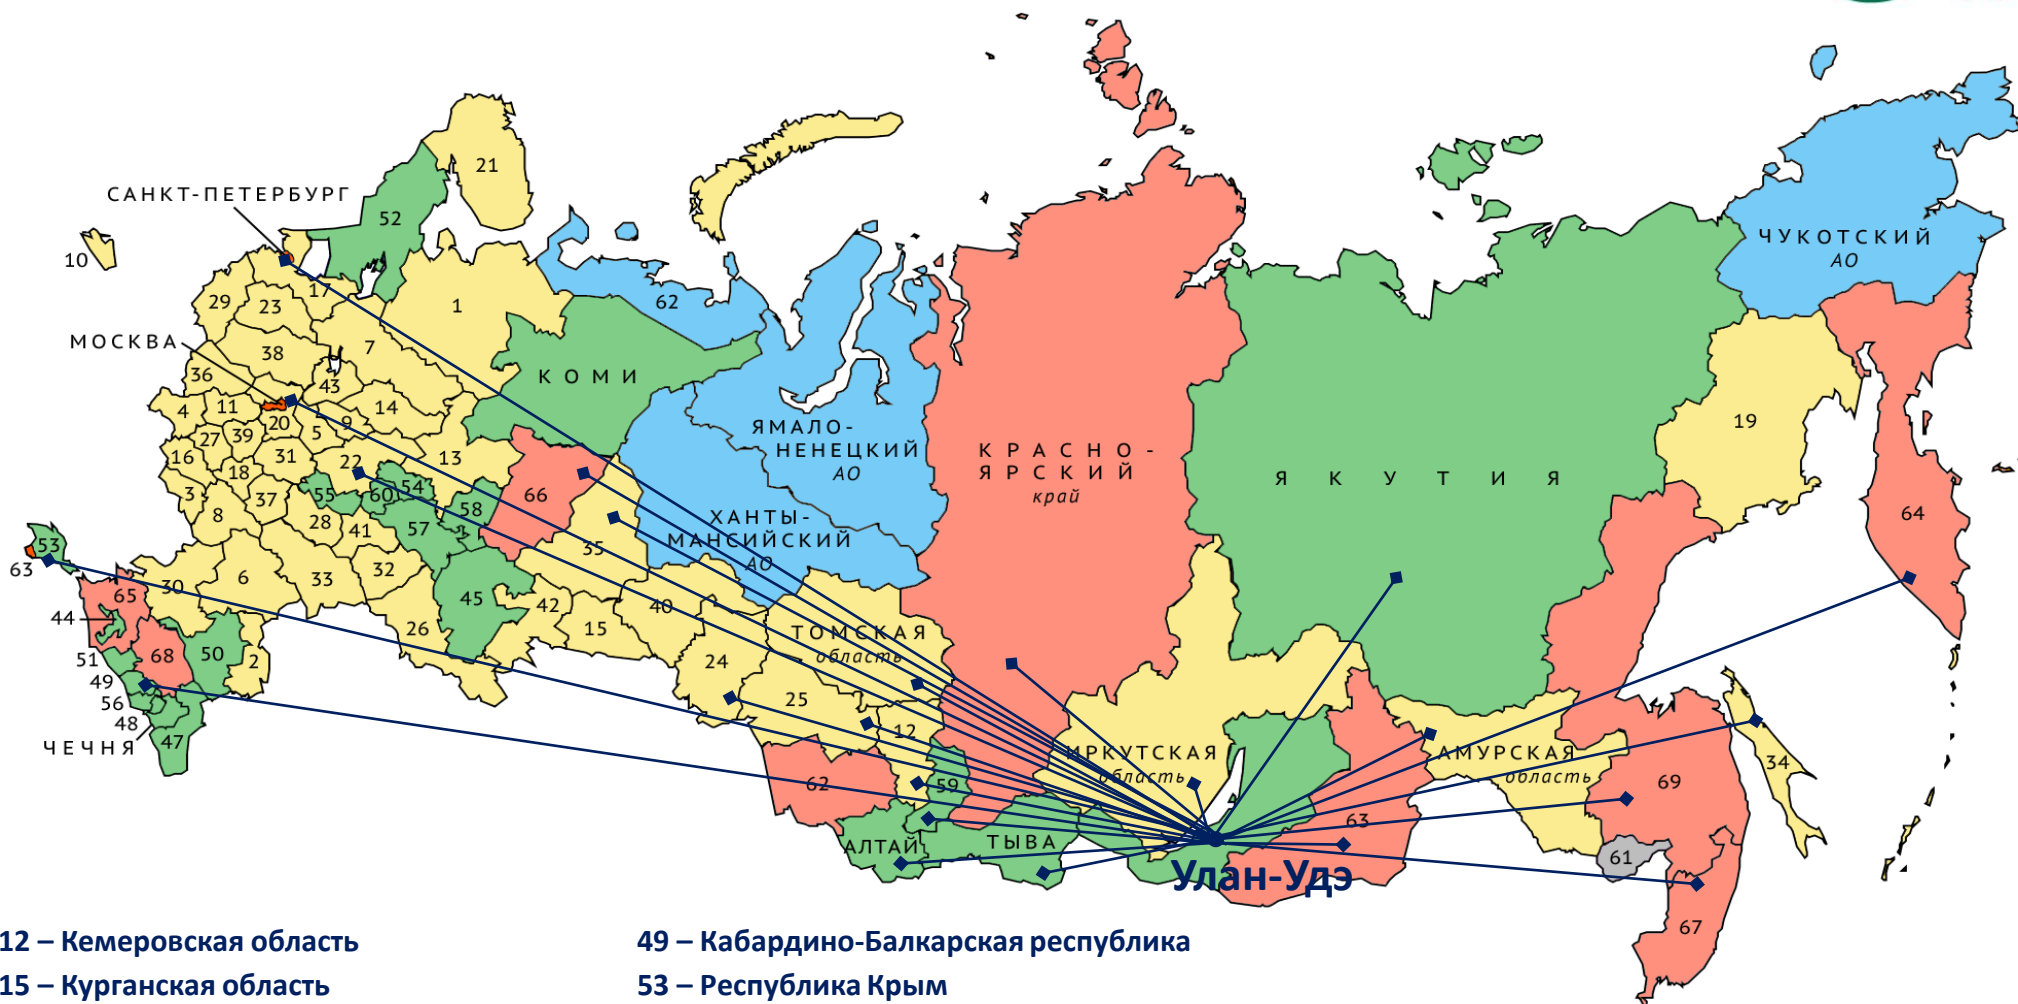 21
САНКТ-ПЕТЕРБУРГ
52
ЧУКОТСКИЙ
АО
10
17
29
23
1
62
7
МОСКВА
38
КОМИ
36
43
4
11
14
20
5
9
19
27
39
ЯМАЛО-
НЕНЕЦКИЙ
АО
КРАСНО-
ЯРСКИЙ
край
ЯКУТИЯ
16
18
31
22
13
3
37
55
60
54
66
8
28
41
57
58
64
ХАНТЫ-
МАНСИЙСКИЙ
АО
53
63
35
30
6
33
32
65
44
45
42
15
40
26
ТОМСКАЯ
область
51
68
50
2
24
49
56
25
48
12
ЧЕЧНЯ
47
ИРКУТСКАЯ
область
АМУРСКАЯ
область
34
62
59
69
63
АЛТАЙ
ТЫВА
61
Улан-Удэ
67
12 – Кемеровская область
15 – Курганская область
49 – Кабардино-Балкарская республика
53 – Республика Крым